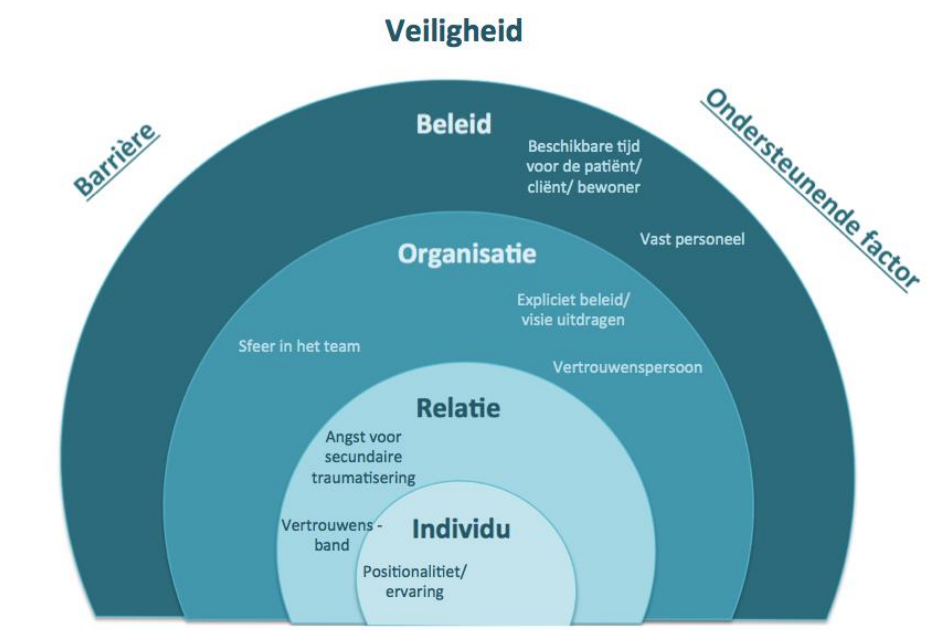 Veiligheid
Barrière
Ondersteunende factor
Beleid
Beschikbare tijd
voor de patiënt/
cliënt/ bewoner
Vast personeel
Organisatie
Expliciet beleid/
visie uitdragen
Sfeer in het team
Vertrouwenspersoon
Relatie
Angst voor
secundaire
traumatisering
Vertrouwens -
band
Individu
Positionalitiet/
ervaring